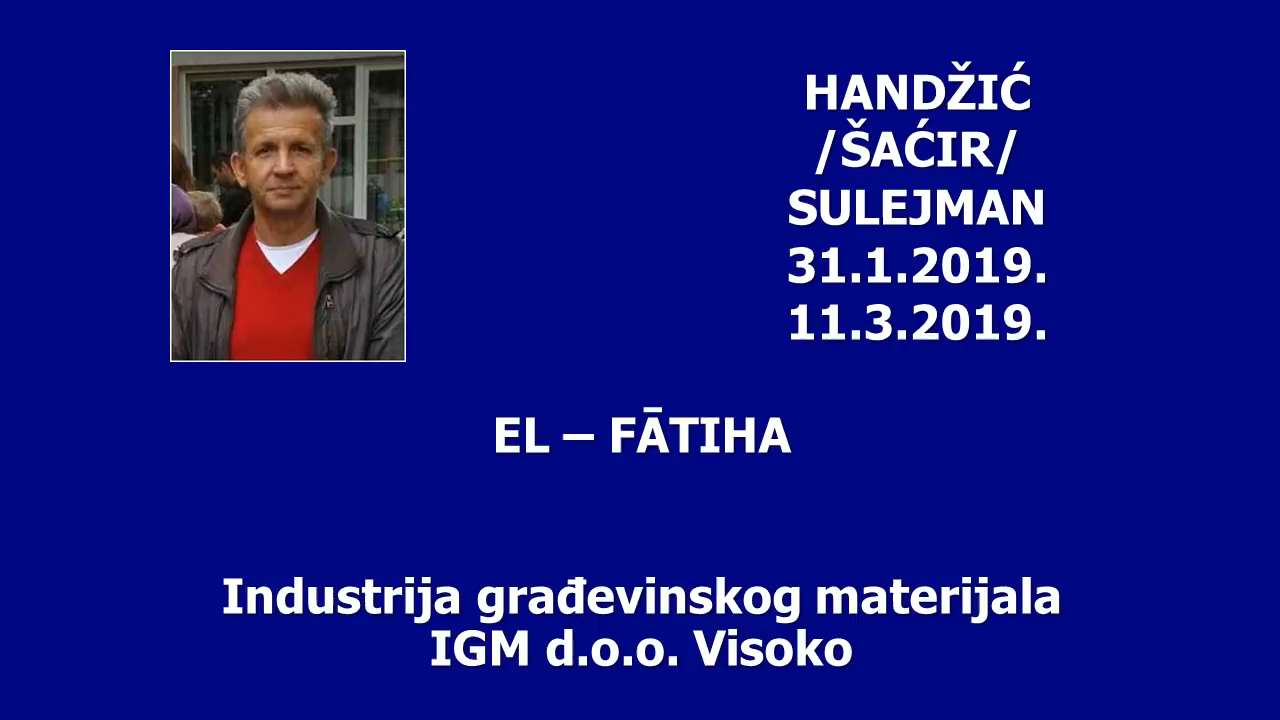 HANDŽIĆ
/ŠAĆIR/
SULEJMAN
31.1.2019.
11.3.2019.
EL – FĀTIHA
Industrija građevinskog materijala
IGM d.o.o. Visoko